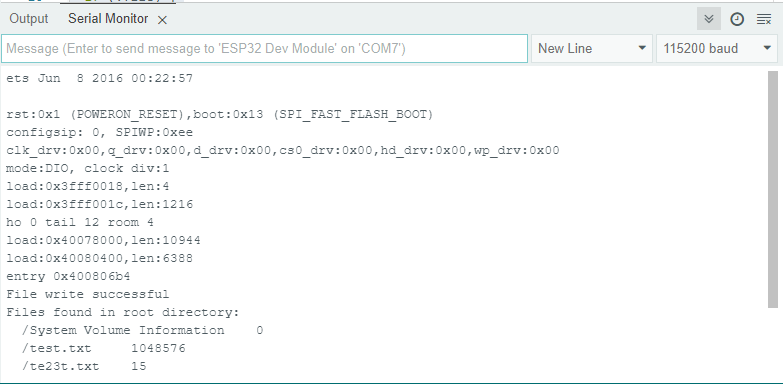 Output Serial Monitor
Message (Enter to send message to 'ESP32 Dev Module' on 'COM7') New Line 115200 baud
ets Jun  8 2016 00:22:57
rst:0x1 (POWERON_RESET),boot:0x13 (SPI_FAST_FLASH_BOOT)
configsip: 0, SPIWP:0xee
clk_drv:0x00,q_drv:0x00,d_drv:0x00,cs0_drv:0x00,hd_drv:0x00,wp_drv:0x00
mode:DIO, clock div:1
load:0x3fff0018,len:4
load:0x3fff001c,len:1216
ho 0 tail 12 room 4
load:0x40078000,len:10944
load:0x40080400,len:6388
entry 0x400806b4
File write successful
Files found in root directory:
/System Volume Information    0
/test.txt     1048576
/te23t.txt    15